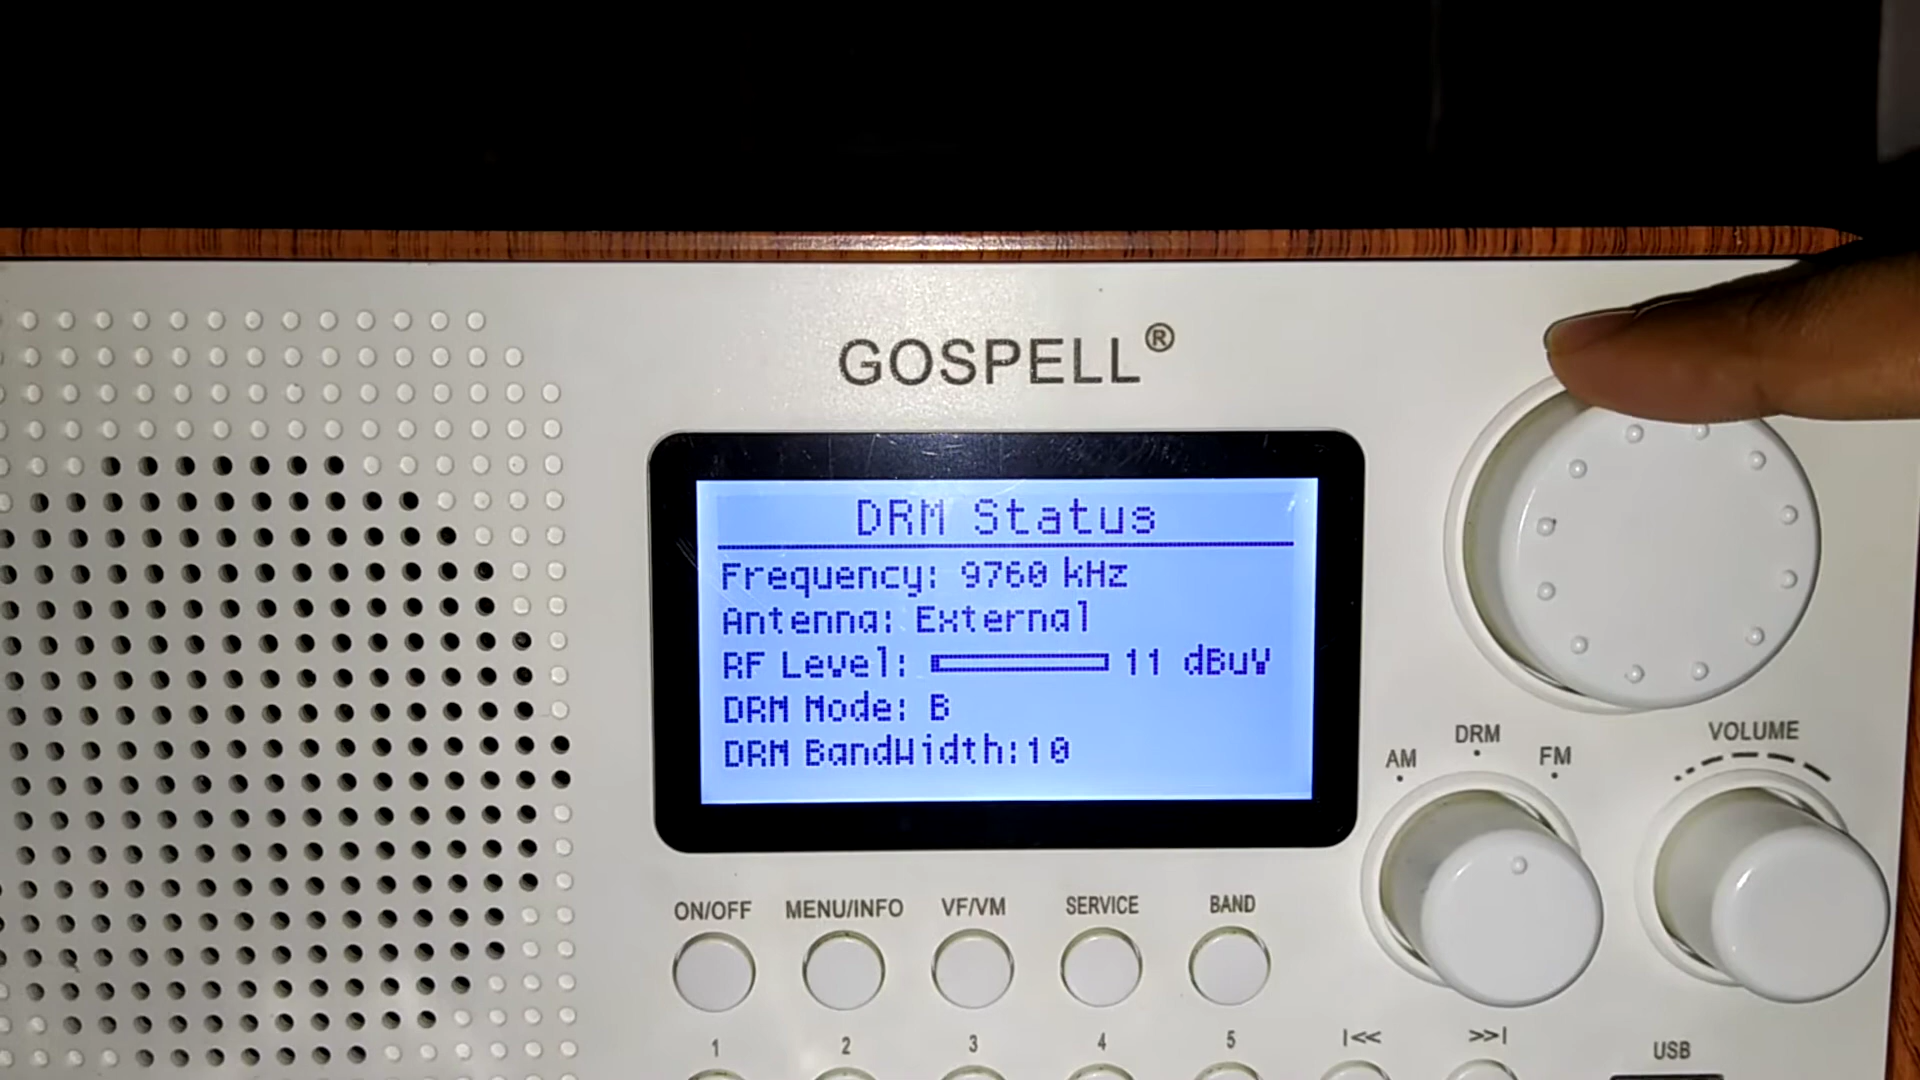 GOSPELL®
DRM Status
Frequency: 9760 kHz
Antenna: External
RF Level: 11 dBuV
DRM Mode: B
DRM BandWidth:10
AM
DRM
FM
VOLUME
ON/OFF
MENU/INFO
VF/VM
SERVICE
BAND
1
2
3
4
5
I<<
>>I
USB